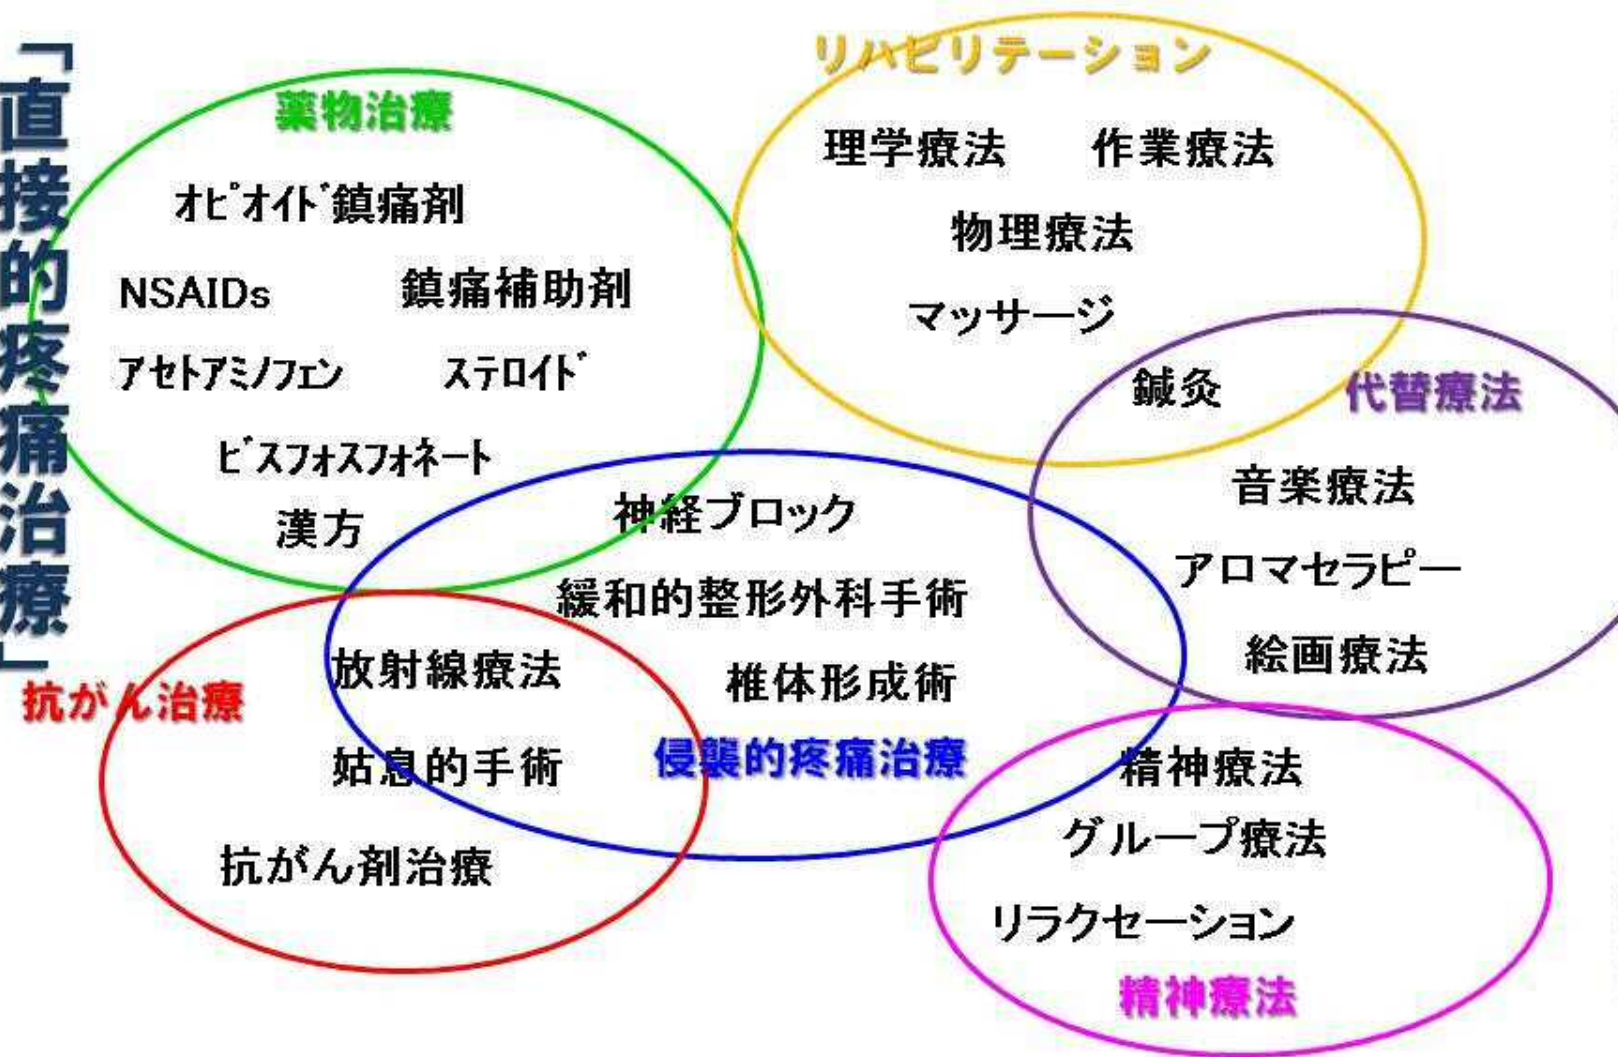 「直接的疼痛治療」
薬物治療
オピオイド鎮痛剤
NSAIDs 鎮痛補助剤
アセトアミノフェン ステロイド
ビスフォスフォネート
漢方
リハビリテーション
理学療法 作業療法
物理療法
マッサージ
鍼灸
代替療法
音楽療法
アロマセラピー
絵画療法
神経ブロック
緩和的整形外科手術
椎体形成術
侵襲的疼痛治療
抗がん治療
放射線療法
姑息的手術
抗がん剤治療
精神療法
グループ療法
リラクセーション
精神療法